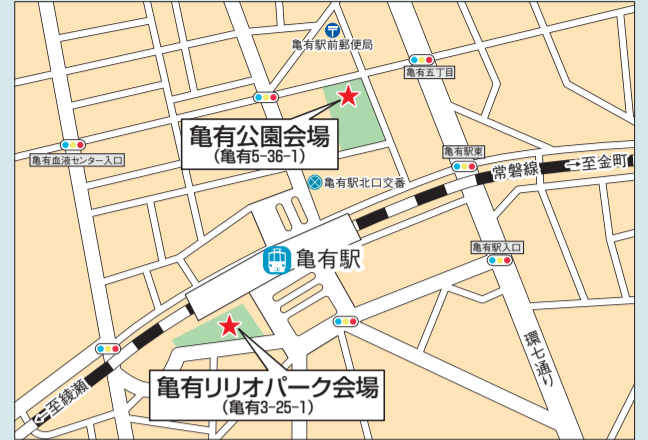 亀有駅前郵便局
亀有五丁目
亀有公園会場
(亀有5-36-1)
亀有血液センター入口
亀有駅東
常磐線
→至金町
亀有駅北口交番
亀有駅入口
亀有駅
環七通り
亀有リリオパーク会場
(亀有3-25-1)
←至綾瀬